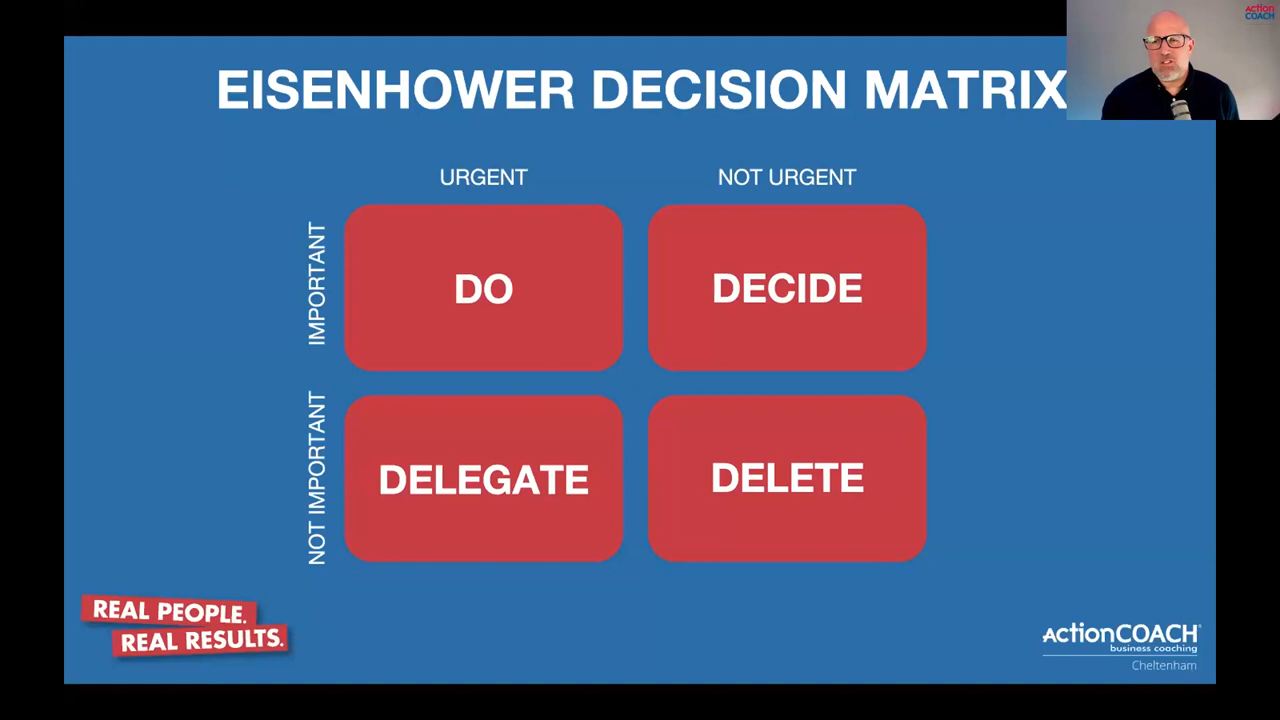 ACTION
COACH
EISENHOWER DECISION MATRIX
URGENT
NOT URGENT
IMPORTANT
DO
DECIDE
NOT IMPORTANT
DELEGATE
DELETE
REAL PEOPLE.
REAL RESULTS.
ActionCOACH®
business coaching
Cheltenham